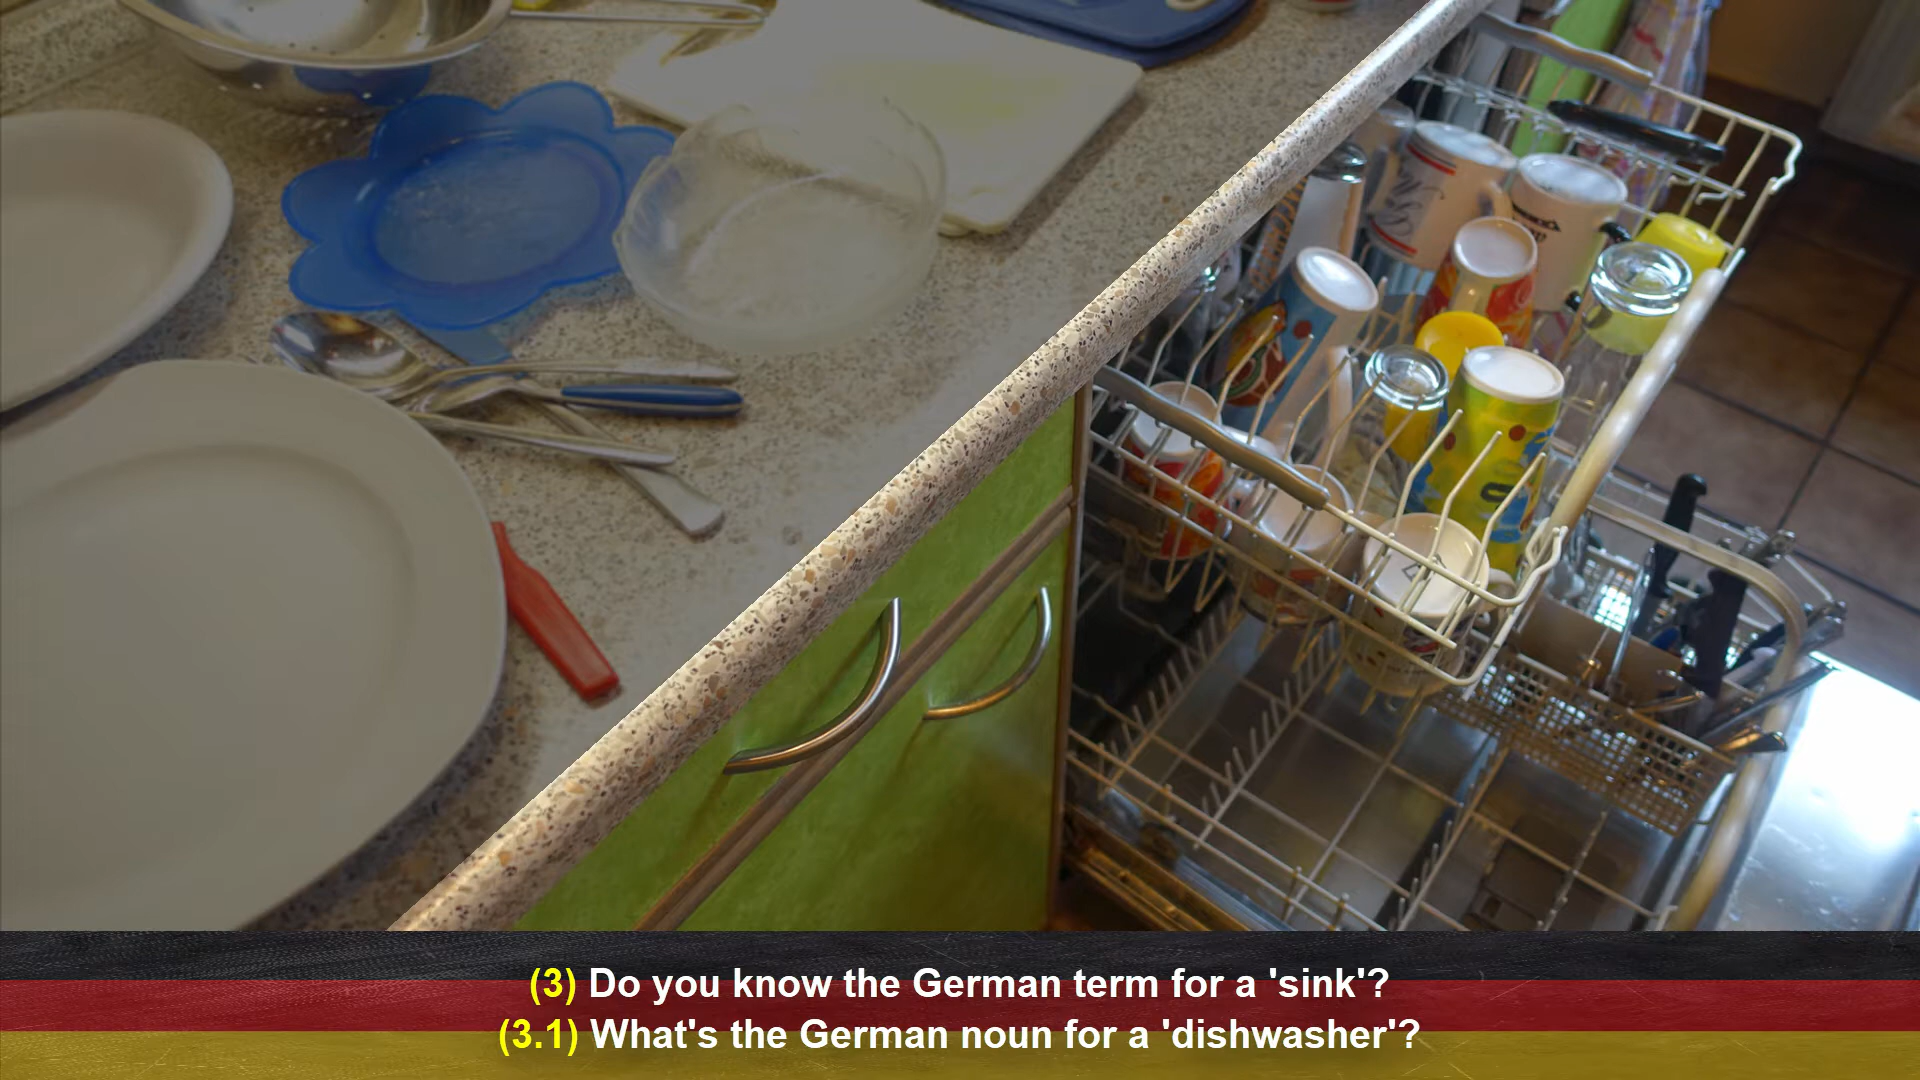 (3) Do you know the German term for a 'sink'?
(3.1) What's the German noun for a 'dishwasher'?